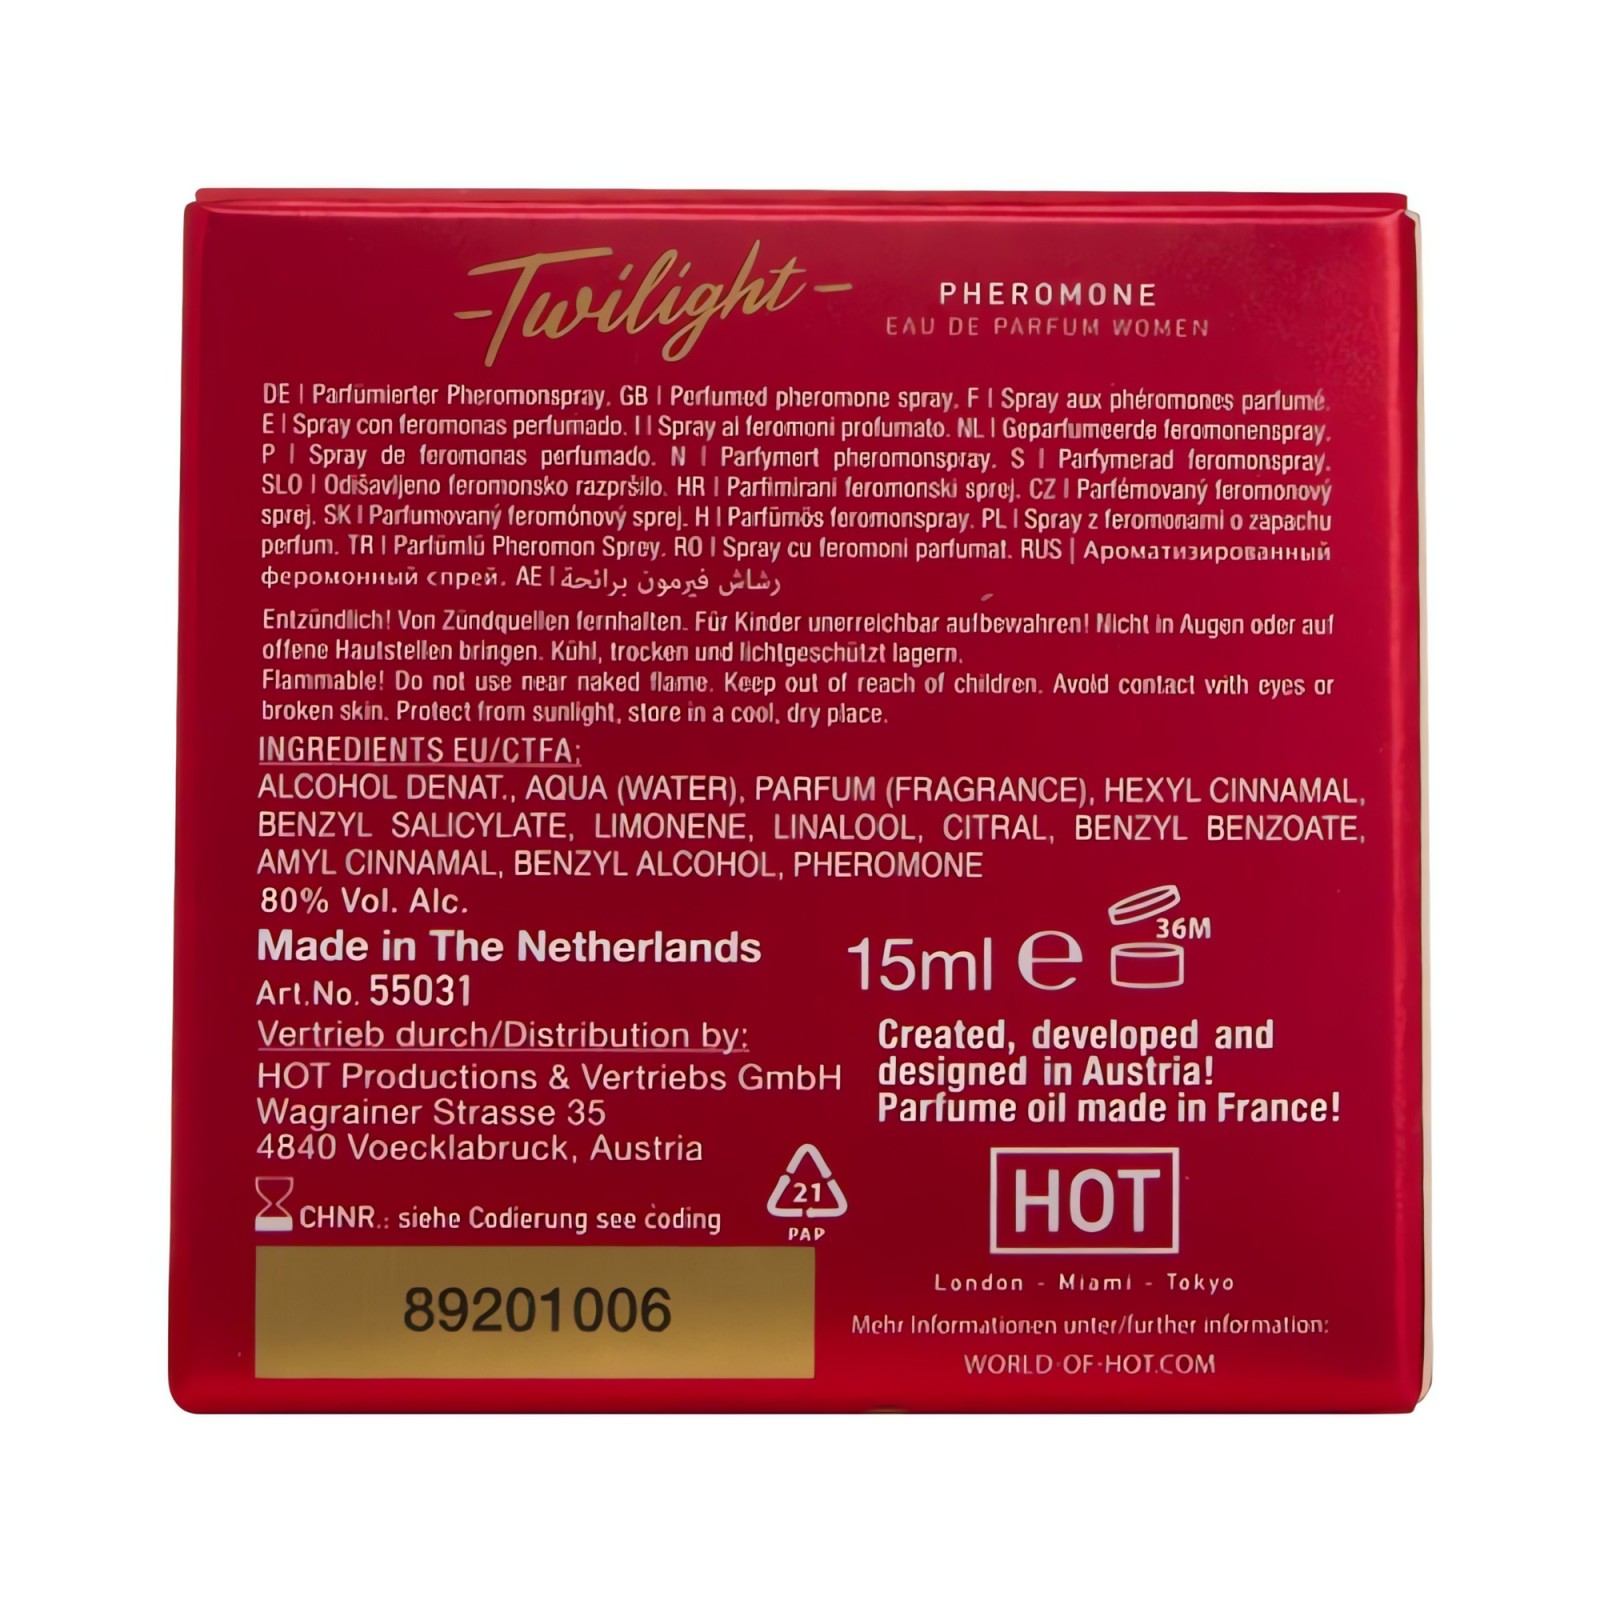 -Twilight-
PHEROMONE
EAU DE PARFUM WOMEN
DE | Parfümierter Pheromonspray. GB | Perfumed pheromone spray. F | Spray aux phéromones parfumé.
E | Spray con feromonas perfumado. I | Spray ai feromoni profumato. NL | Geparfumeerde feromonenspray.
P | Spray de feromonas perfumado. N | Parfymert pheromonspray. S | Parfymerad feromonspray.
SLO | Odišavljeno feromonsko razpršilo. HR | Parfimirani feromonski sprej. CZ | Parfémovaný feromonový
sprej. SK | Parfumovaný feromónový sprej. H | Parfümös feromonspray. PL | Spray z feromonami o zapachu
perfum. TR | Parfümlü Pheromon Sprey. RO | Spray cu feromoni parfumat. RUS | Ароматизированный
феромонный спрей. AE | رشاش فيرمون برائحة
Entzündlich! Von Zündquellen fernhalten. Für Kinder unerreichbar aufbewahren! Nicht in Augen oder auf
offene Hautstellen bringen. Kühl, trocken und lichtgeschützt lagern.
Flammable! Do not use near naked flame. Keep out of reach of children. Avoid contact with eyes or
broken skin. Protect from sunlight, store in a cool, dry place.
INGREDIENTS EU/CTFA:
ALCOHOL DENAT., AQUA (WATER), PARFUM (FRAGRANCE), HEXYL CINNAMAL,
BENZYL SALICYLATE, LIMONENE, LINALOOL, CITRAL, BENZYL BENZOATE,
AMYL CINNAMAL, BENZYL ALCOHOL, PHEROMONE
80% Vol. Alc.
Made in The Netherlands
Art.No. 55031
15ml e
36M
Vertrieb durch/Distribution by:
HOT Productions & Vertriebs GmbH
Wagrainer Strasse 35
4840 Voecklabruck, Austria
Created, developed and
designed in Austria!
Parfume oil made in France!
CHNR.: siehe Codierung see coding
21
PAP
89201006
HOT
London - Miami - Tokyo
Mehr Informationen unter/further information:
WORLD-OF-HOT.COM